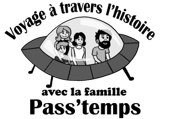 Voyage à travers l'histoire
avec la famille
Pass'temps